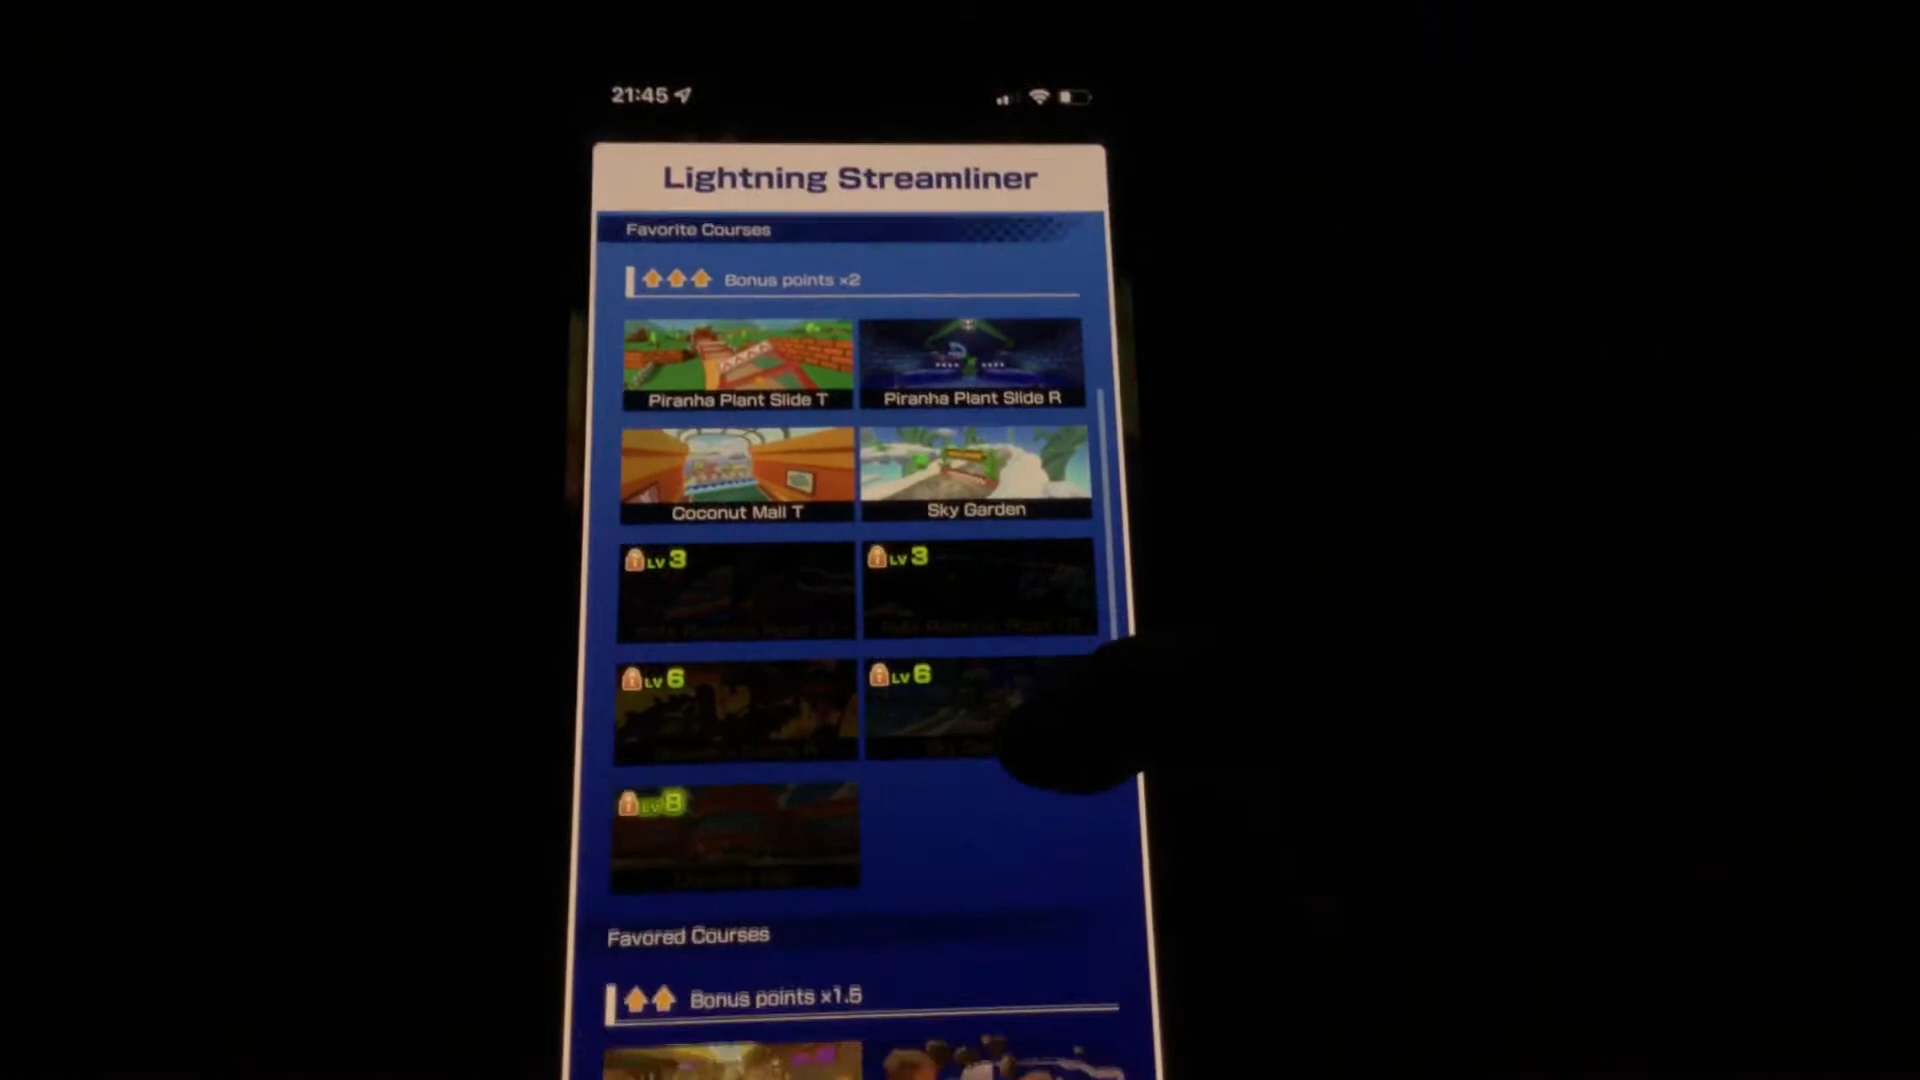 21:45
Lightning Streamliner
Favorite Courses
Bonus points ×2
Piranha Plant Slide T
Piranha Plant Slide R
Coconut Mall T
Sky Garden
LV 3
LV 3
LV 6
LV 6
LV 8
Favored Courses
Bonus points ×1.5